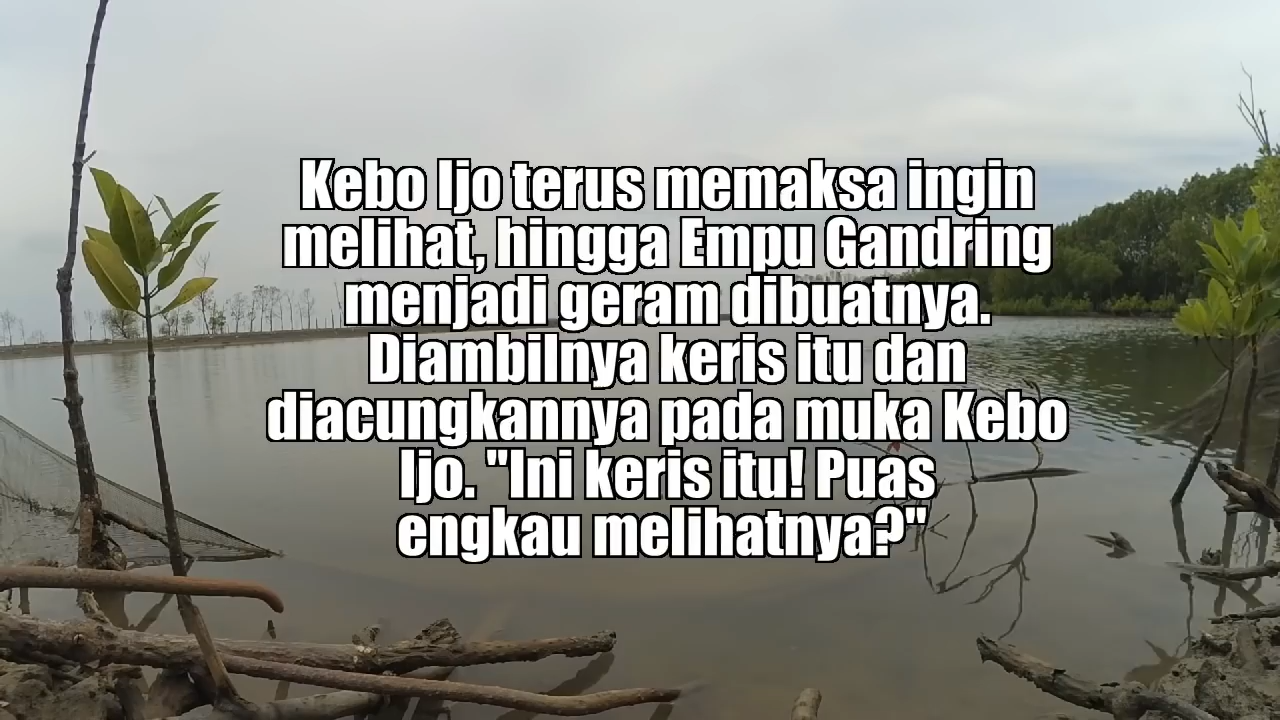 Kebo Ijo terus memaksa ingin
melihat, hingga Empu Gandring
menjadi geram dibuatnya.
Diambilnya keris itu dan
diacungkannya pada muka Kebo
Ijo. "Ini keris itu! Puas
engkau melihatnya?"